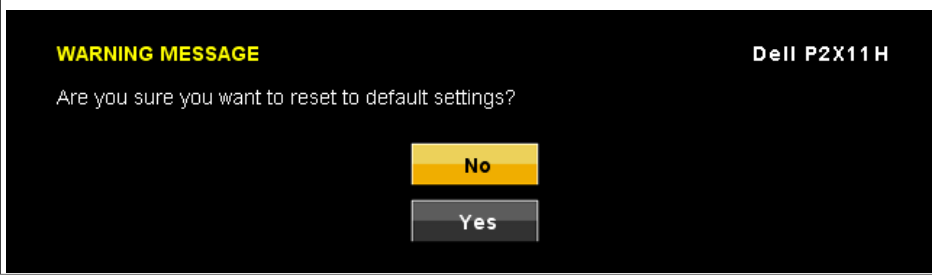 WARNING MESSAGE Dell P2X11H
Are you sure you want to reset to default settings?
No
Yes